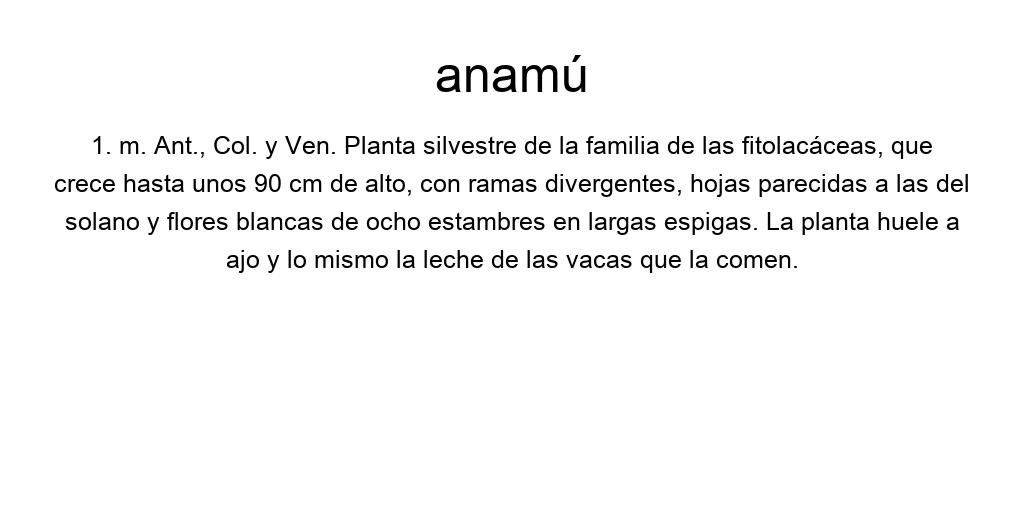 anamú
1. m. Ant., Col. y Ven. Planta silvestre de la familia de las fitolacáceas, que
crece hasta unos 90 cm de alto, con ramas divergentes, hojas parecidas a las del
solano y flores blancas de ocho estambres en largas espigas. La planta huele a
ajo y lo mismo la leche de las vacas que la comen.